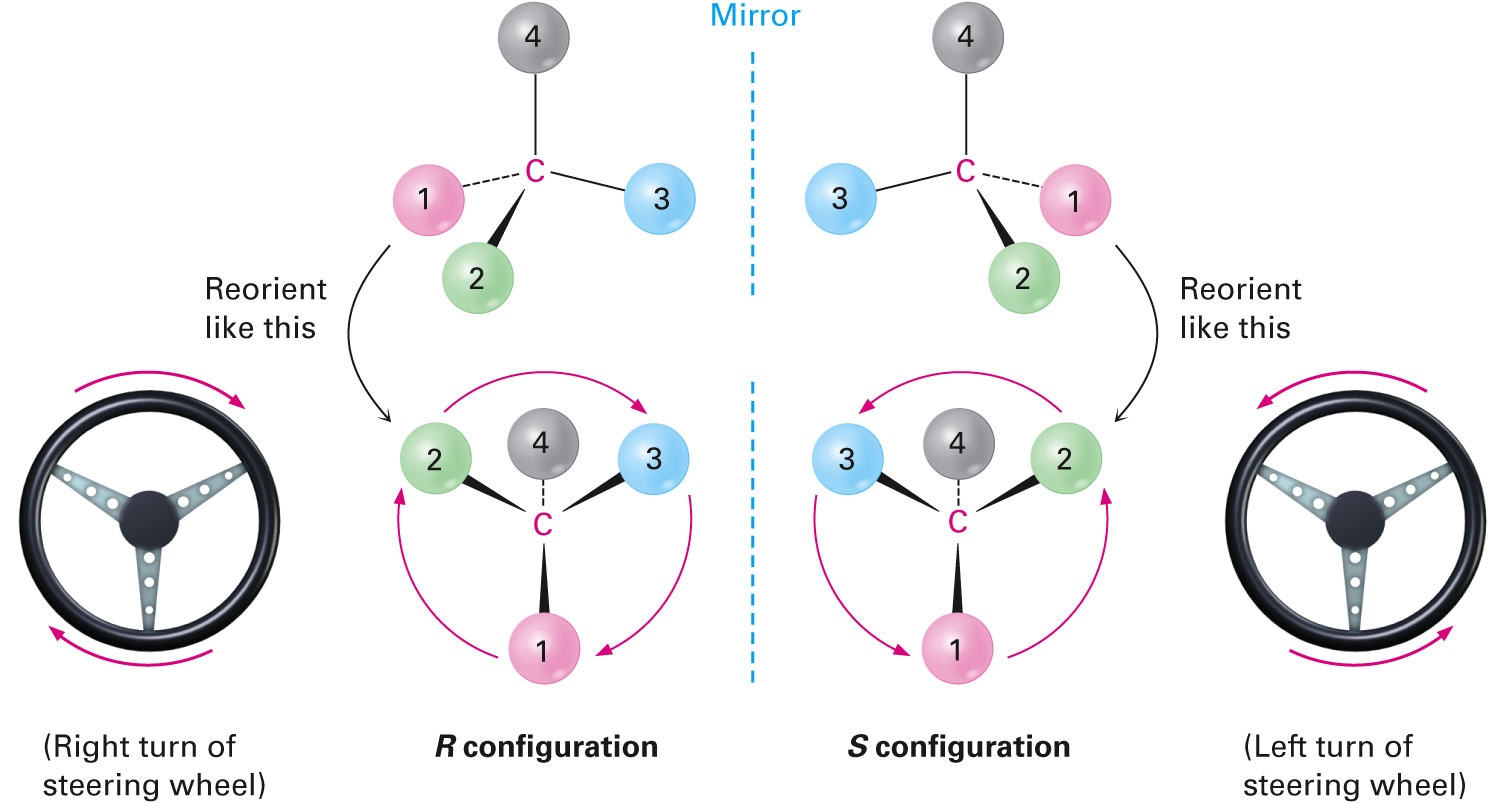 Mirror
4
4
1
C
3
3
C
1
2
2
Reorient
like this
Reorient
like this
2
4
3
3
4
2
C
C
1
1
(Right turn of
steering wheel)
R configuration
S configuration
(Left turn of
steering wheel)